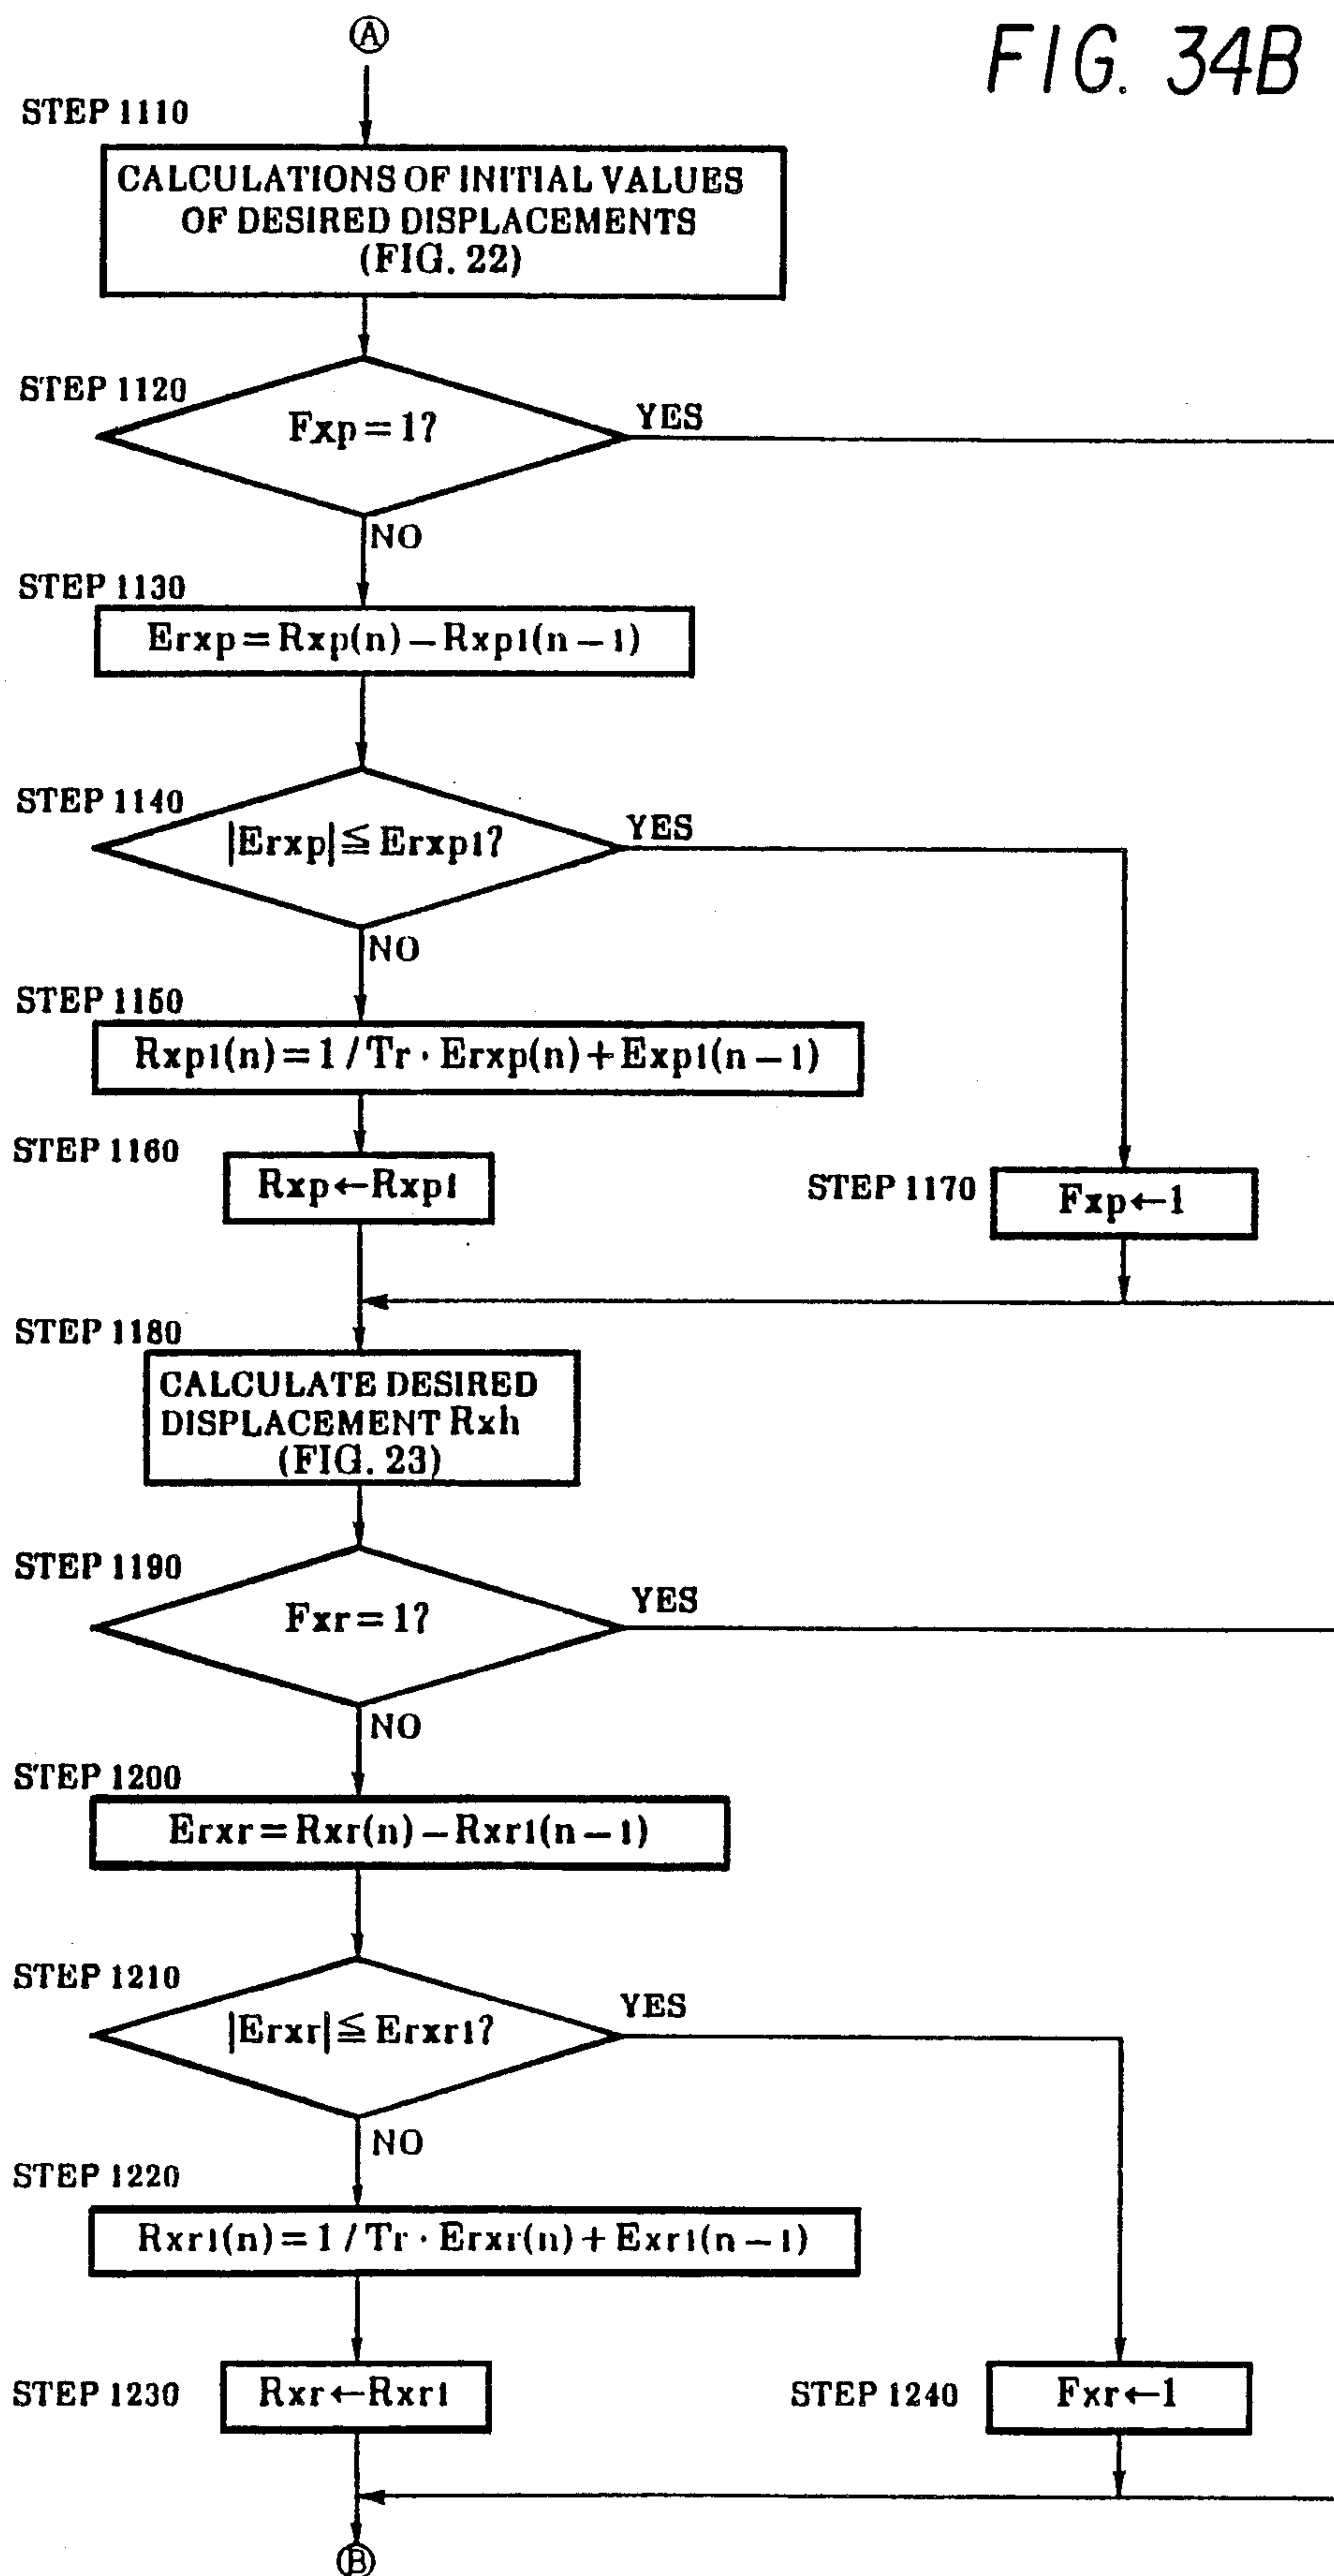 Ⓐ
FIG. 34B
STEP 1110
CALCULATIONS OF INITIAL VALUES
OF DESIRED DISPLACEMENTS
(FIG. 22)
STEP 1120
Fxp = 1?
YES
NO
STEP 1130
Erxp = Rxp(n) – Rxp1(n – 1)
STEP 1140
|Erxp| ≦ Erxp1?
YES
NO
STEP 1150
Rxp1(n) = 1 / Tr · Erxp(n) + Exp1(n – 1)
STEP 1160
Rxp←Rxp1
STEP 1170
Fxp←1
STEP 1180
CALCULATE DESIRED
DISPLACEMENT Rxh
(FIG. 23)
STEP 1190
Fxr = 1?
YES
NO
STEP 1200
Erxr = Rxr(n) – Rxr1(n – 1)
STEP 1210
|Erxr| ≦ Erxr1?
YES
NO
STEP 1220
Rxr1(n) = 1 / Tr · Erxr(n) + Exr1(n – 1)
STEP 1230
Rxr←Rxr1
STEP 1240
Fxr←1
Ⓑ